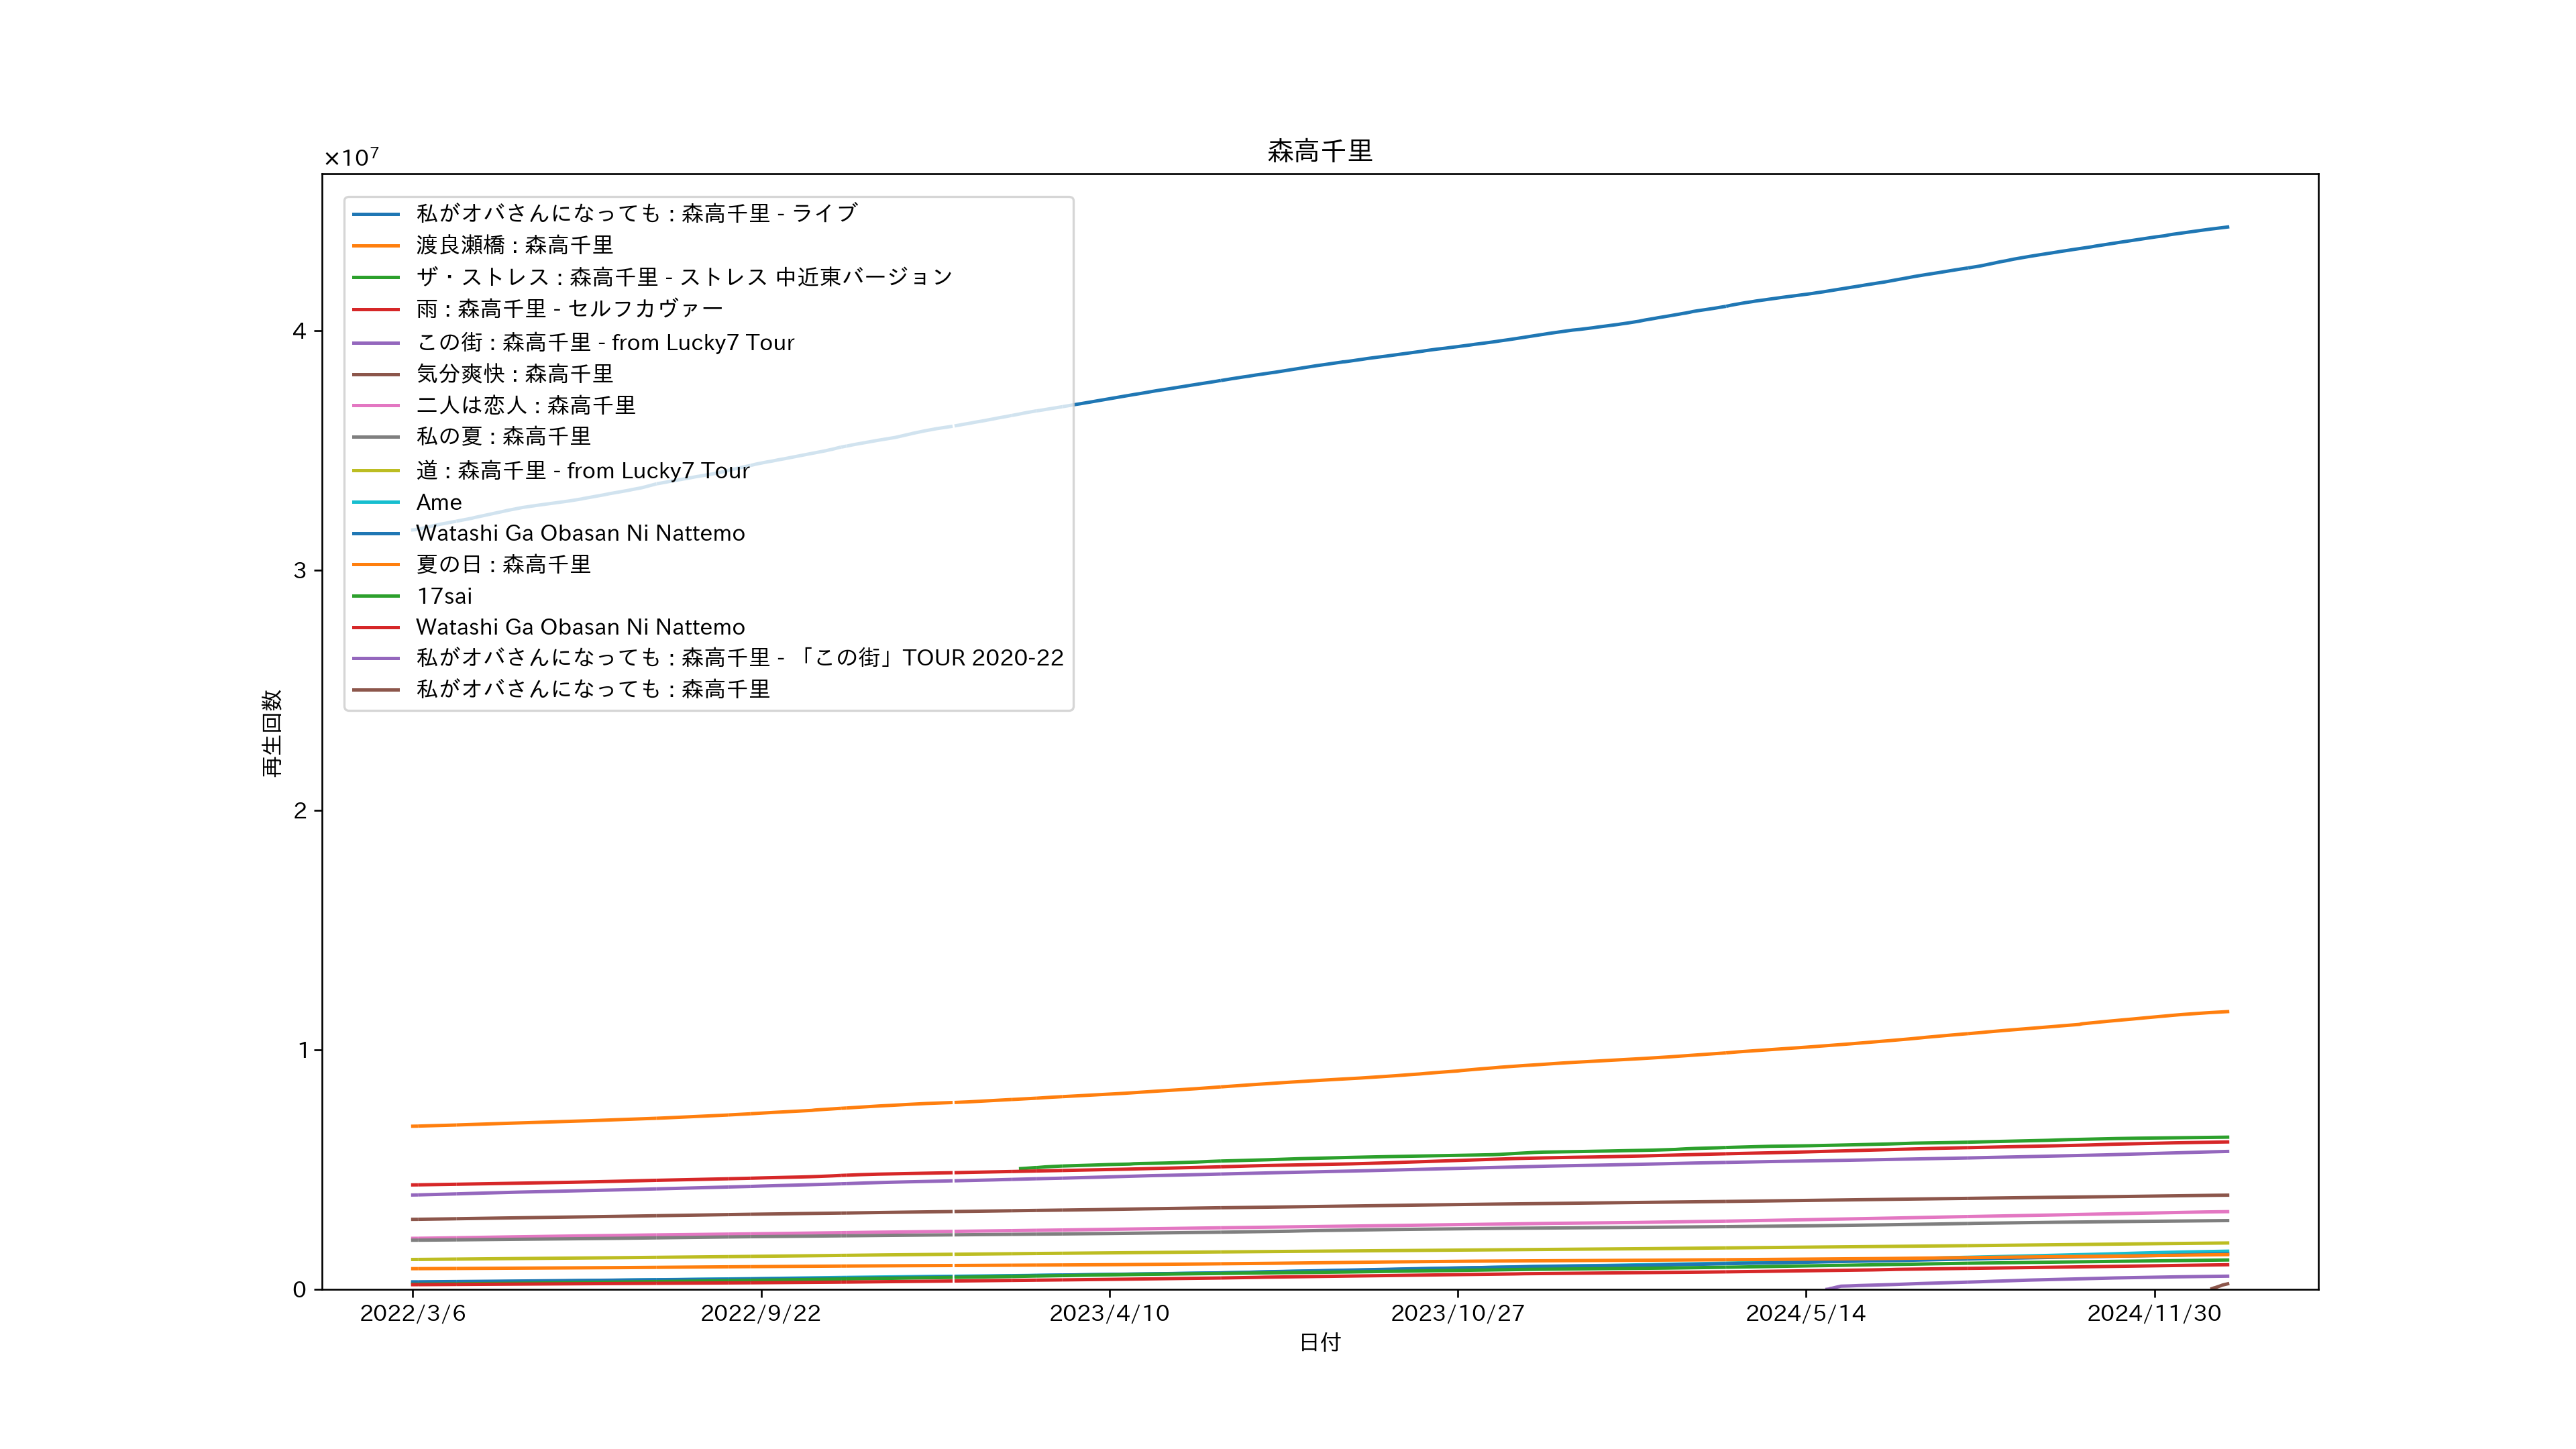 森高千里
×10⁷
私がオバさんになっても : 森高千里 - ライブ
渡良瀬橋 : 森高千里
ザ・ストレス : 森高千里 - ストレス 中近東バージョン
雨 : 森高千里 - セルフカヴァー
この街 : 森高千里 - from Lucky7 Tour
気分爽快 : 森高千里
二人は恋人 : 森高千里
私の夏 : 森高千里
道 : 森高千里 - from Lucky7 Tour
Ame
Watashi Ga Obasan Ni Nattemo
夏の日 : 森高千里
17sai
Watashi Ga Obasan Ni Nattemo
私がオバさんになっても : 森高千里 - 「この街」TOUR 2020-22
私がオバさんになっても : 森高千里
4
3
2
1
0
再生回数
2022/3/6 2022/9/22 2023/4/10 2023/10/27 2024/5/14 2024/11/30
日付